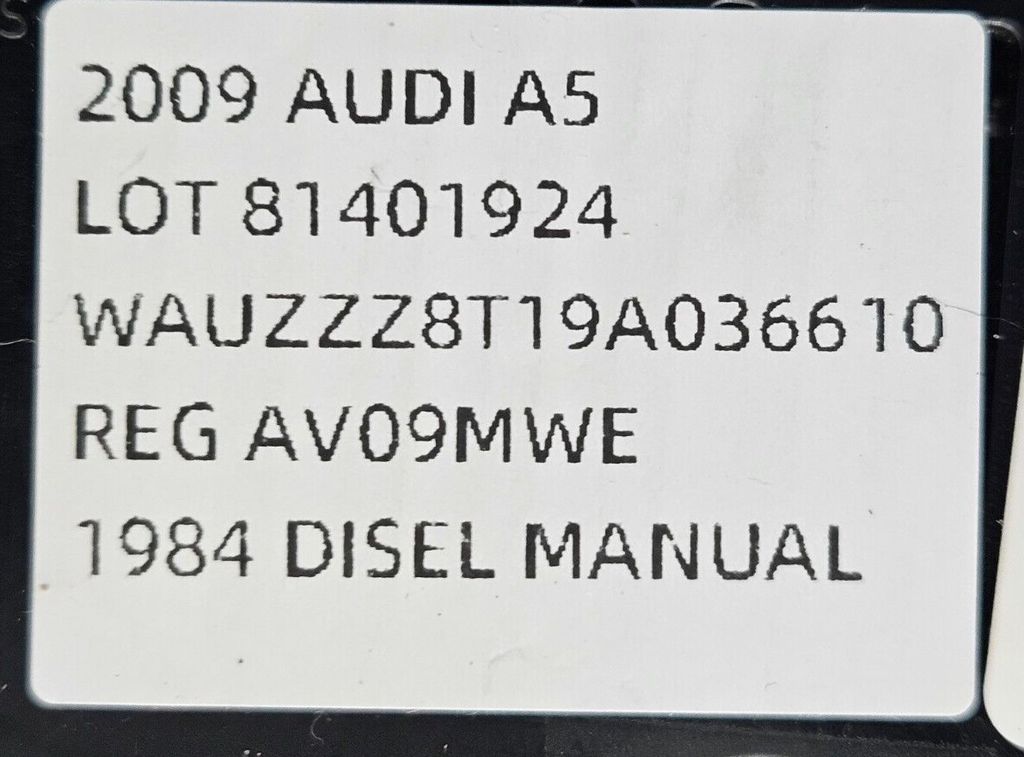 2009 AUDI A5
LOT 81401924
WAUZZZ8T19A036610
REG AV09MWE
1984 DISEL MANUAL